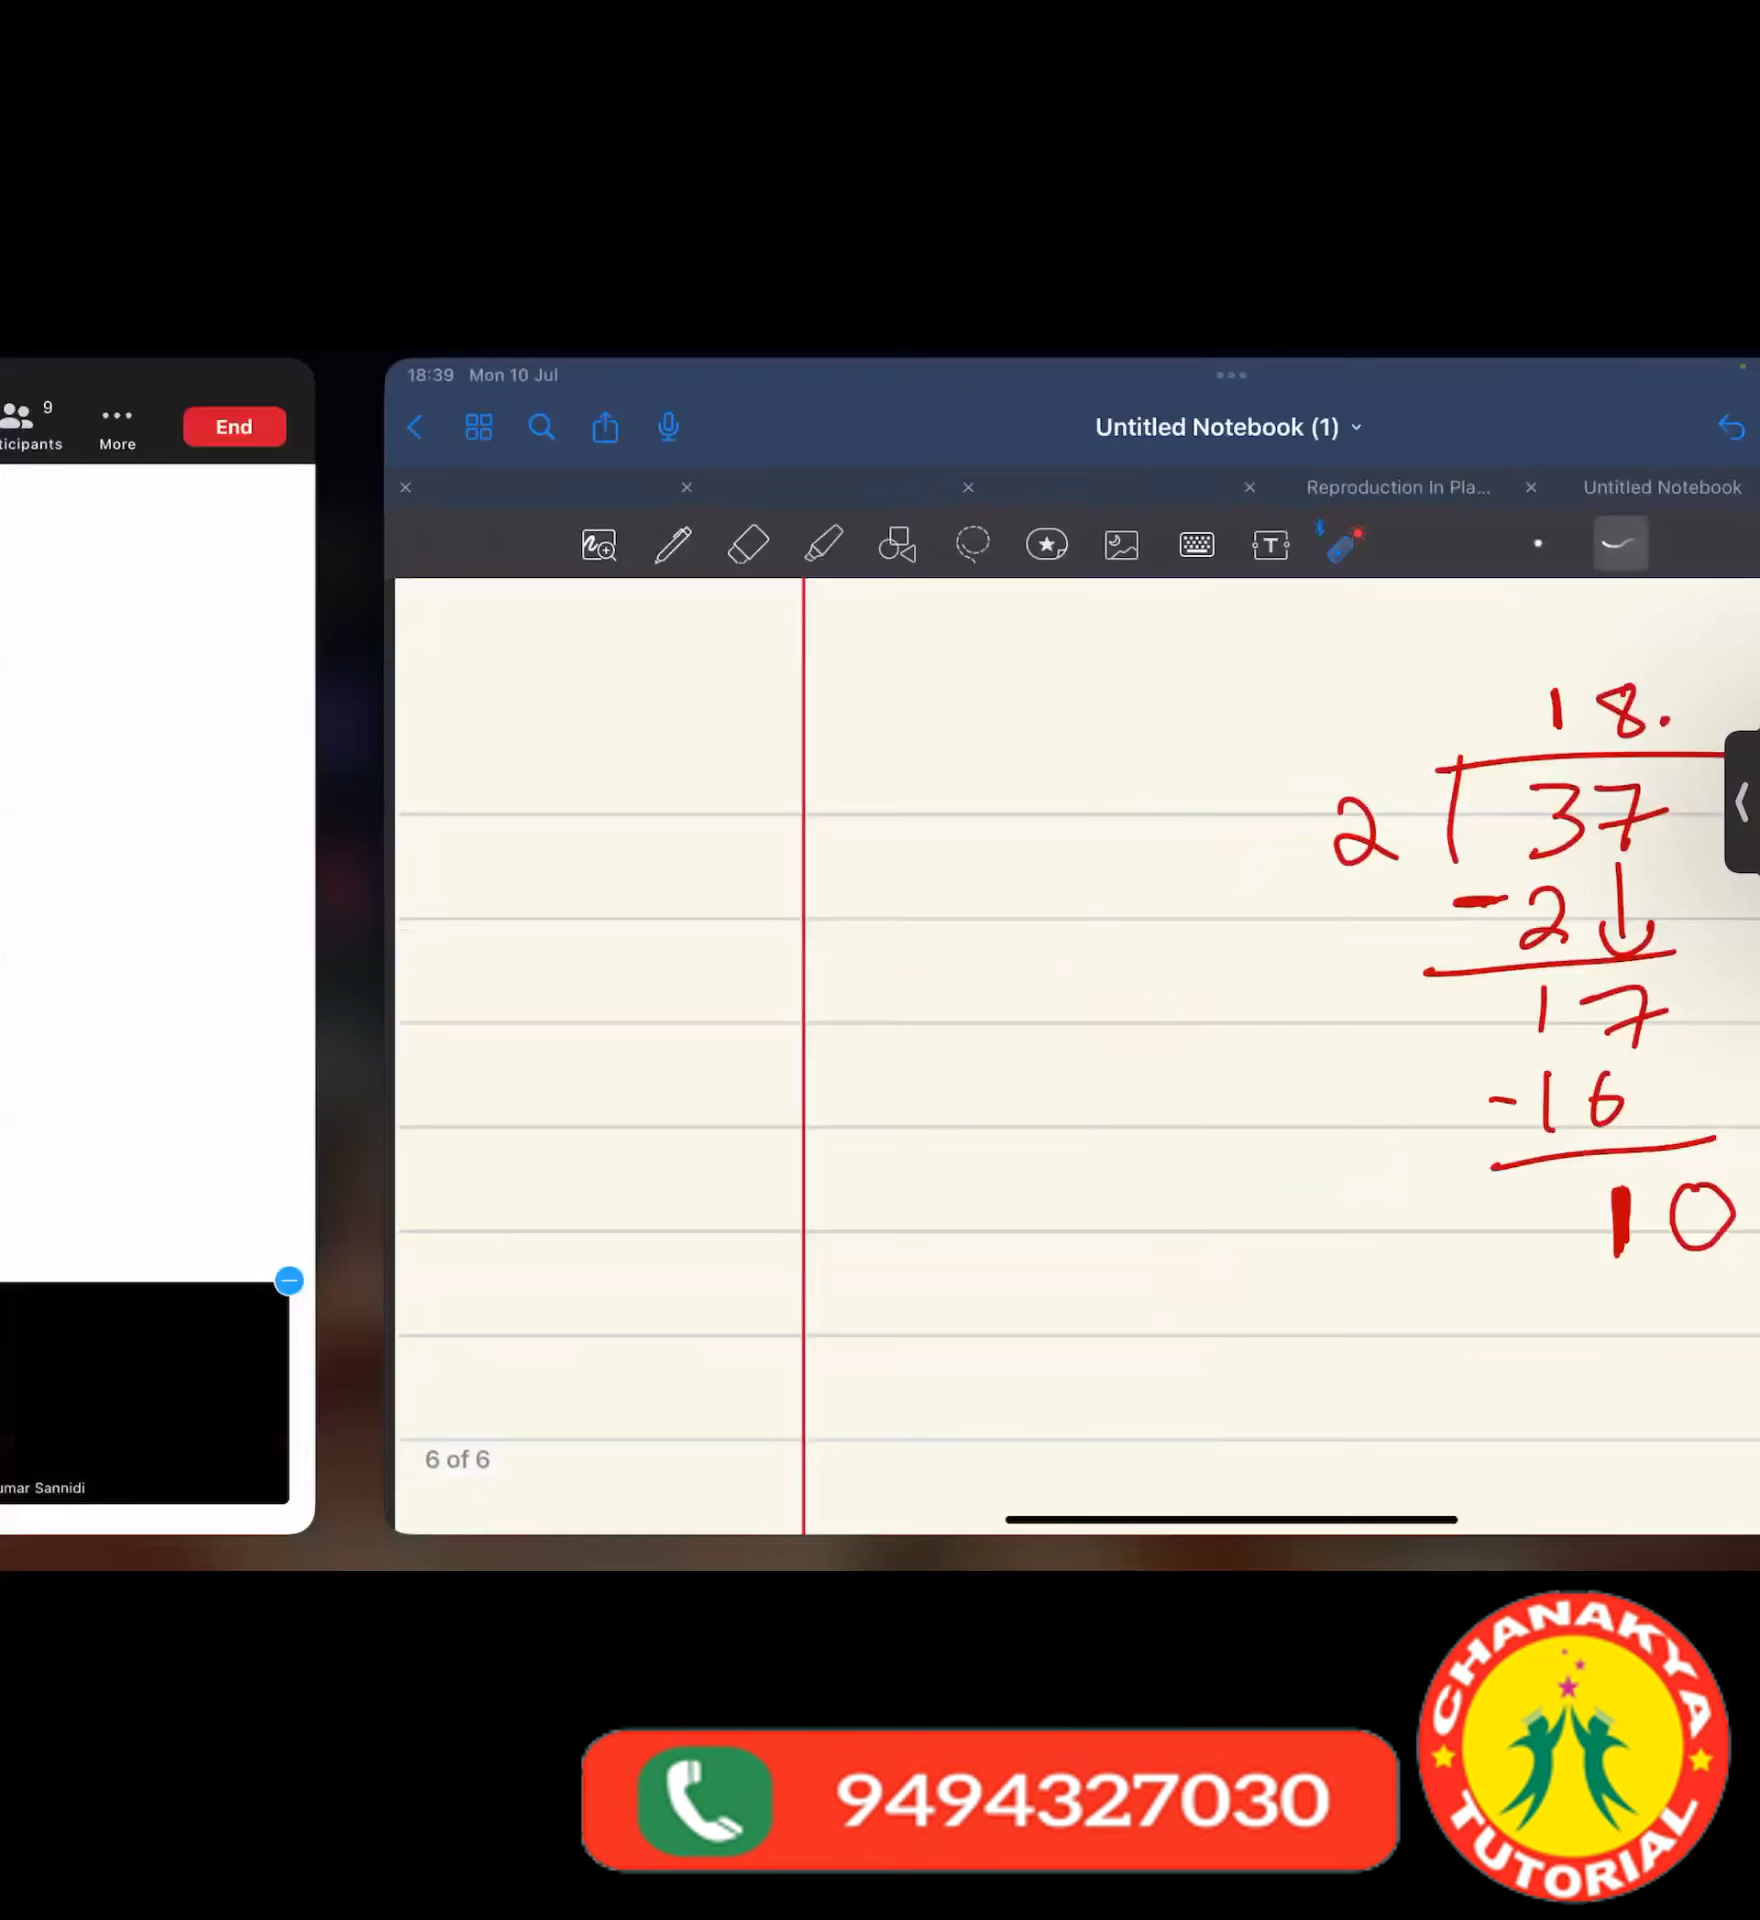 18:39 Mon 10 Jul
9
ticipants
More
End
Untitled Notebook (1)
Reproduction In Pla...
Untitled Notebook
T
18.
2 37
-2
17
-16
10
6 of 6
umar Sannidi
9494327030
CHANAKYA
TUTORIAL